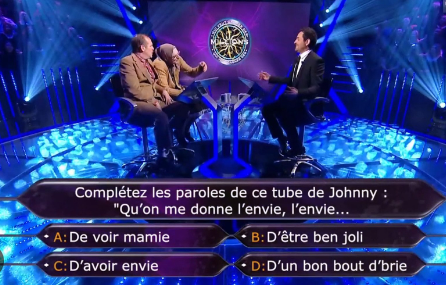 MILLIONS
Complétez les paroles de ce tube de Johnny :
"Qu'on me donne l'envie, l'envie...
A: De voir mamie
B: D'être ben joli
C: D'avoir envie
D: D'un bon bout d'brie